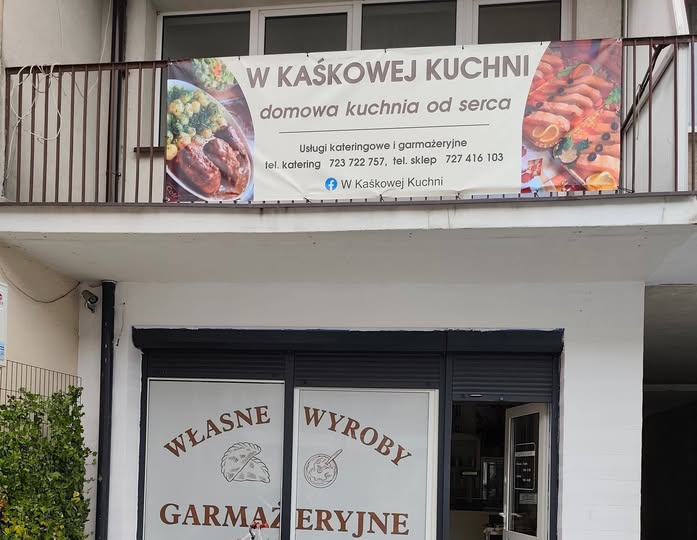 W KAŚKOWEJ KUCHNI
domowa kuchnia od serca
Usługi kateringowe i garmażeryjne
tel. katering 723 722 757, tel. sklep 727 416 103
W Kaśkowej Kuchni
WŁASNE WYROBY
GARMAŻERYJNE